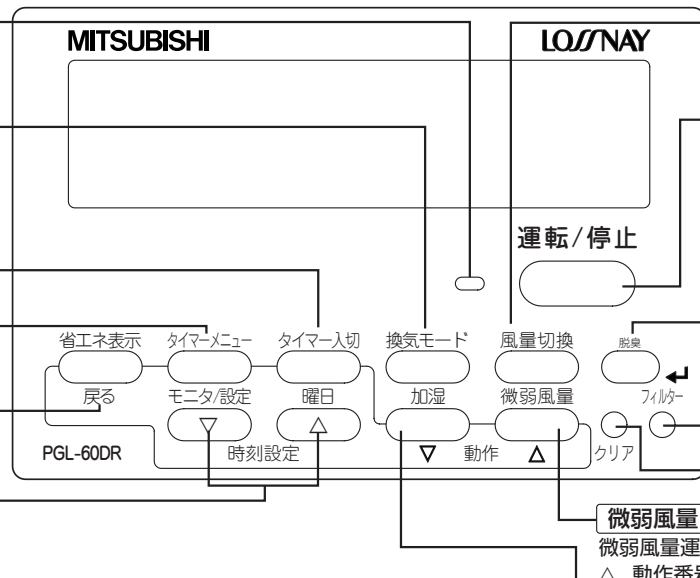 MITSUBISHI LOSSNAY
運転/停止
省エネ表示 タイマーメニュー タイマー入切 換気モード 風量切換 脱臭
戻る モニタ/設定 曜日 加湿 微弱風量 フィルター
▽ △
PGL-60DR 時刻設定 ▽ 動作 △ クリア
微弱風量
微弱風量運
△ 動作番